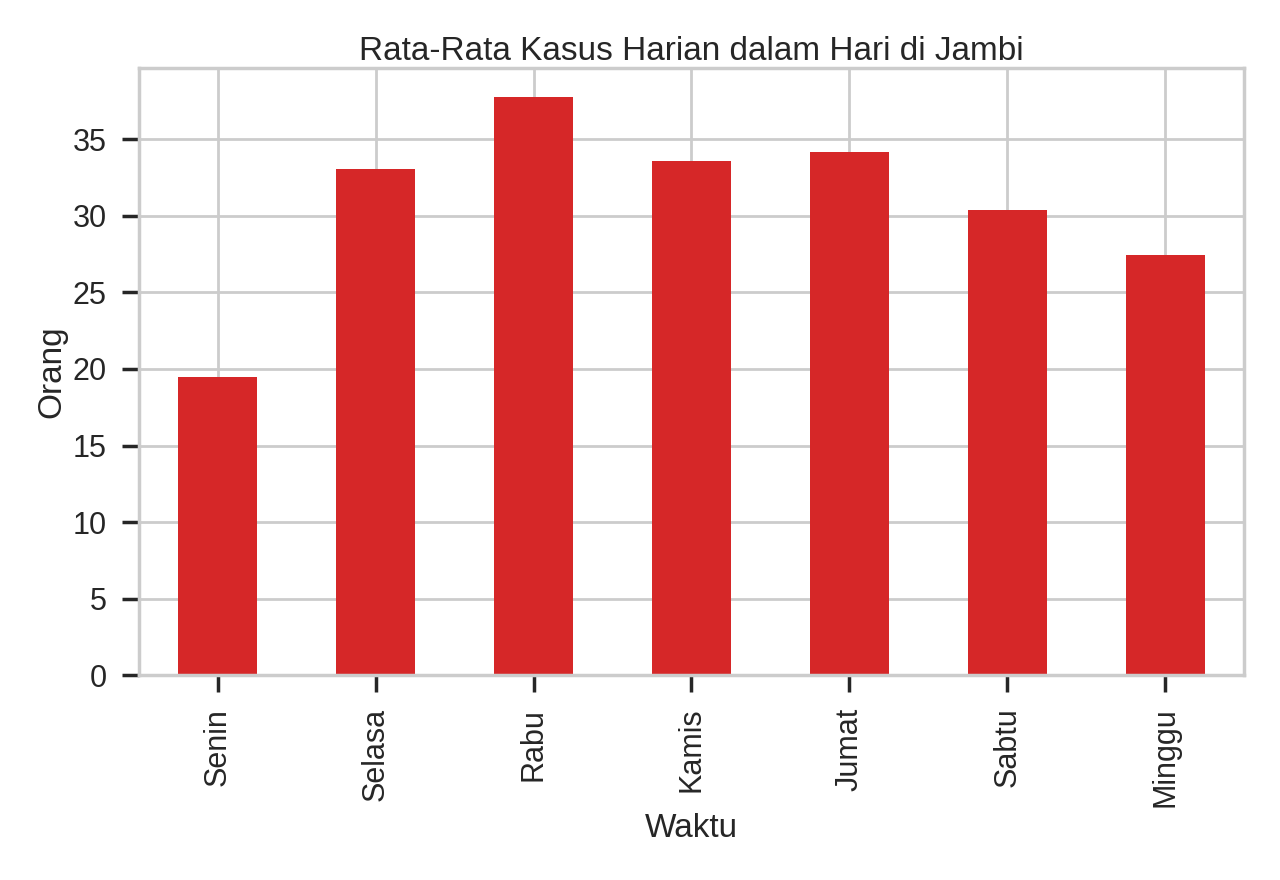 Rata-Rata Kasus Harian dalam Hari di Jambi
35
30
25
20
15
10
5
0
Orang
Senin
Selasa
Rabu
Kamis
Jumat
Sabtu
Minggu
Waktu